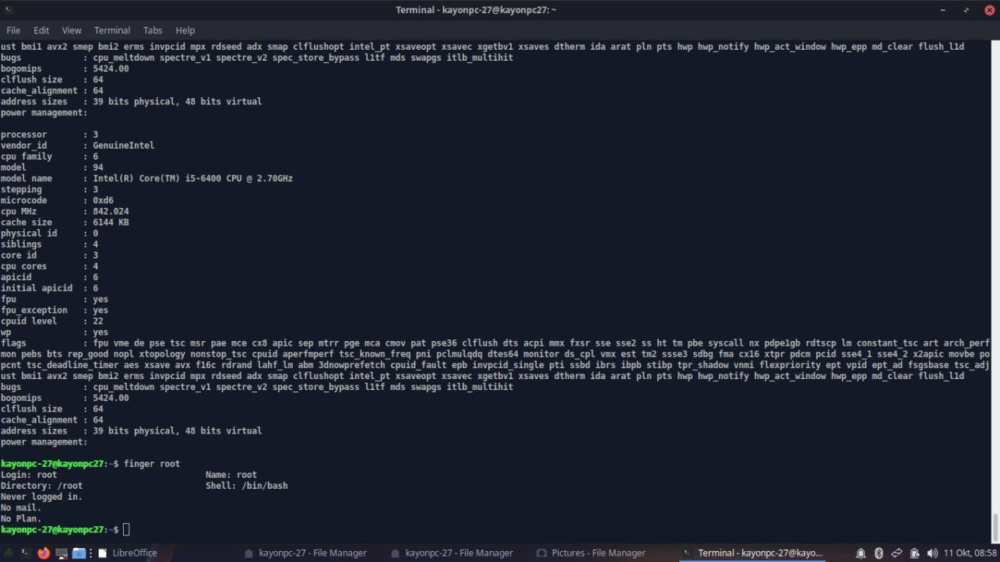 Terminal - kayonpc-27@kayonpc27: ~
File Edit View Terminal Tabs Help
ust bmi1 avx2 smep bmi2 erms invpcid mpx rdseed adx smap clflushopt intel_pt xsaveopt xsavec xgetbv1 xsaves dtherm ida arat pln pts hwp hwp_notify hwp_act_window hwp_epp md_clear flush_l1d
bugs : cpu_meltdown spectre_v1 spectre_v2 spec_store_bypass l1tf mds swapgs itlb_multihit
bogomips : 5424.00
clflush size : 64
cache_alignment : 64
address sizes : 39 bits physical, 48 bits virtual
power management:
processor : 3
vendor_id : GenuineIntel
cpu family : 6
model : 94
model name : Intel(R) Core(TM) i5-6400 CPU @ 2.70GHz
stepping : 3
microcode : 0xd6
cpu MHz : 842.024
cache size : 6144 KB
physical id : 0
siblings : 4
core id : 3
cpu cores : 4
apicid : 6
initial apicid : 6
fpu : yes
fpu_exception : yes
cpuid level : 22
wp : yes
flags : fpu vme de pse tsc msr pae mce cx8 apic sep mtrr pge mca cmov pat pse36 clflush dts acpi mmx fxsr sse sse2 ss ht tm pbe syscall nx pdpe1gb rdtscp lm constant_tsc art arch_perf
mon pebs bts rep_good nopl xtopology nonstop_tsc cpuid aperfmperf tsc_known_freq pni pclmulqdq dtes64 monitor ds_cpl vmx est tm2 ssse3 sdbg fma cx16 xtpr pdcm pcid sse4_1 sse4_2 x2apic movbe po
pcnt tsc_deadline_timer aes xsave avx f16c rdrand lahf_lm abm 3dnowprefetch cpuid_fault epb invpcid_single pti ssbd ibrs ibpb stibp tpr_shadow vnmi flexpriority ept vpid ept_ad fsgsbase tsc_adj
ust bmi1 avx2 smep bmi2 erms invpcid mpx rdseed adx smap clflushopt intel_pt xsaveopt xsavec xgetbv1 xsaves dtherm ida arat pln pts hwp hwp_notify hwp_act_window hwp_epp md_clear flush_l1d
bugs : cpu_meltdown spectre_v1 spectre_v2 spec_store_bypass l1tf mds swapgs itlb_multihit
bogomips : 5424.00
clflush size : 64
cache_alignment : 64
address sizes : 39 bits physical, 48 bits virtual
power management:
kayonpc-27@kayonpc27:~$ finger root
Login: root Name: root
Directory: /root Shell: /bin/bash
Never logged in.
No mail.
No Plan.
kayonpc-27@kayonpc27:~$
LibreOffice kayonpc-27 - File Manager kayonpc-27 - File Manager Pictures - File Manager Terminal - kayonpc-27@kayo... 11 Okt, 08:58